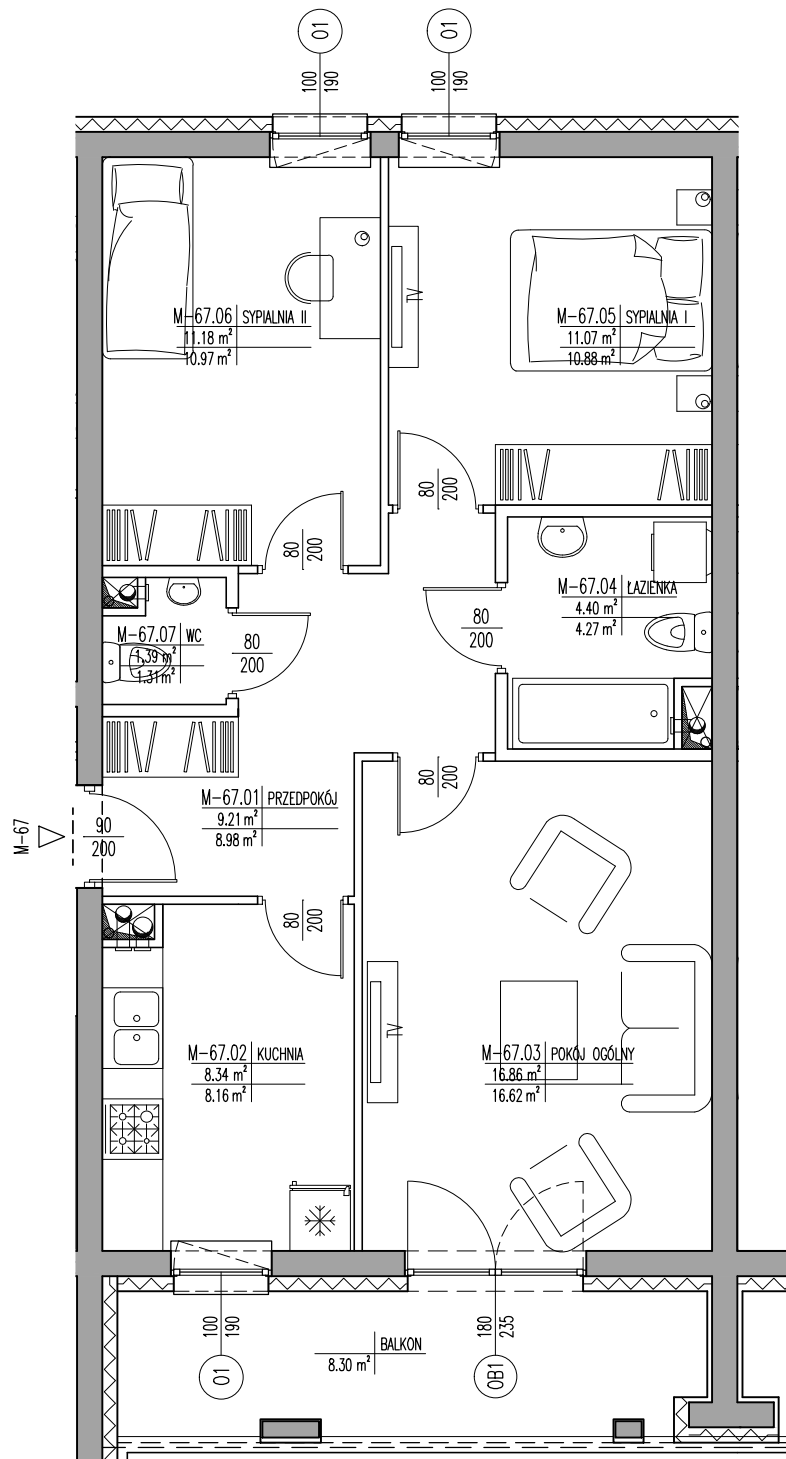 O1 O1
100 190 100 190
M-67.06 SYPIALNIA II
11.18 m²
10.97 m²
TV
M-67.05 SYPIALNIA I
11.07 m²
10.88 m²
80 200
80 200
M-67.04 ŁAZIENKA
4.40 m²
4.27 m²
80
200
M-67.07 WC
1.39 m²
1.31 m²
80
200
80 200
M-67.01 PRZEDPOKÓJ
9.21 m²
8.98 m²
M-67
90
200
80 200
M-67.02 KUCHNIA
8.34 m²
8.16 m²
TV
M-67.03 POKÓJ OGÓLNY
16.86 m²
16.62 m²
100 190
O1
BALKON
8.30 m²
180 235
OB1